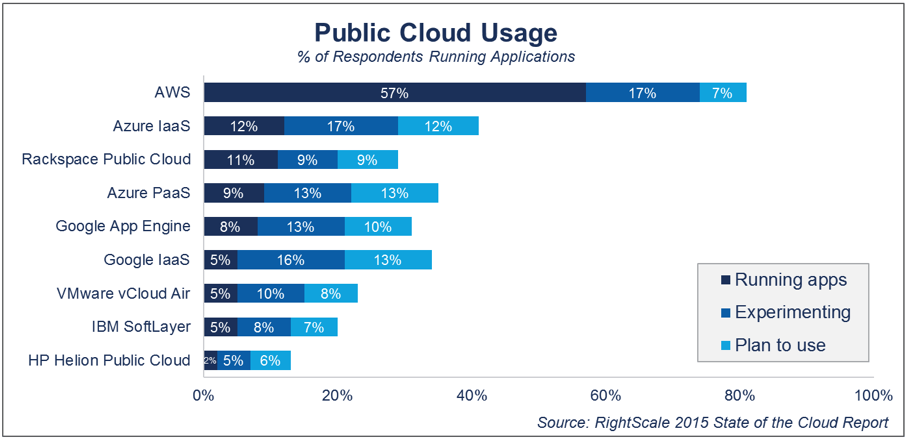 Public Cloud Usage
% of Respondents Running Applications
AWS 57% 17% 7%
Azure IaaS 12% 17% 12%
Rackspace Public Cloud 11% 9% 9%
Azure PaaS 9% 13% 13%
Google App Engine 8% 13% 10%
Google IaaS 5% 16% 13%
VMware vCloud Air 5% 10% 8%
IBM SoftLayer 5% 8% 7%
HP Helion Public Cloud 2% 5% 6%
Running apps
Experimenting
Plan to use
0% 20% 40% 60% 80% 100%
Source: RightScale 2015 State of the Cloud Report